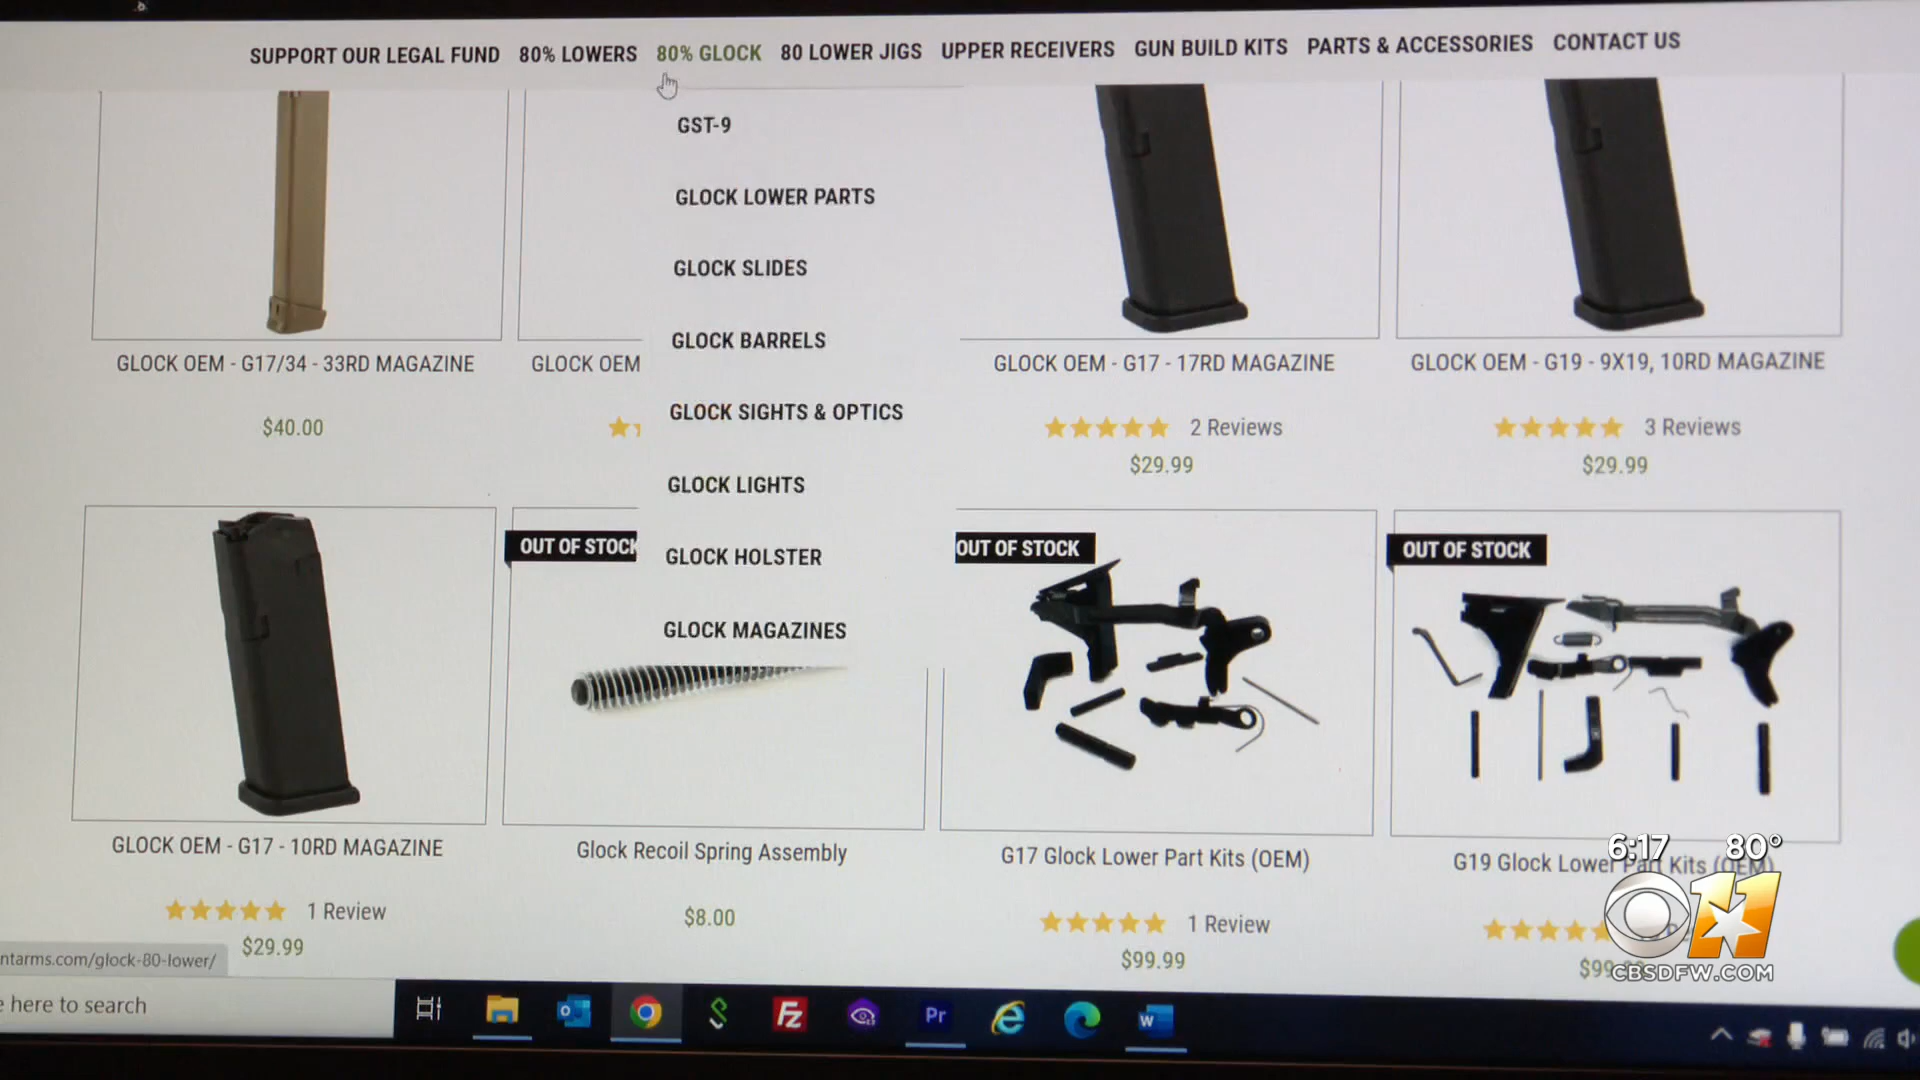 SUPPORT OUR LEGAL FUND 80% LOWERS 80% GLOCK 80 LOWER JIGS UPPER RECEIVERS GUN BUILD KITS PARTS & ACCESSORIES CONTACT US
GST-9
GLOCK LOWER PARTS
GLOCK SLIDES
GLOCK BARRELS
GLOCK SIGHTS & OPTICS
GLOCK LIGHTS
GLOCK HOLSTER
GLOCK MAGAZINES
GLOCK OEM - G17/34 - 33RD MAGAZINE
$40.00
GLOCK OEM
GLOCK OEM - G17 - 17RD MAGAZINE
2 Reviews
$29.99
GLOCK OEM - G19 - 9X19, 10RD MAGAZINE
3 Reviews
$29.99
GLOCK OEM - G17 - 10RD MAGAZINE
1 Review
$29.99
OUT OF STOCK
Glock Recoil Spring Assembly
$8.00
OUT OF STOCK
G17 Glock Lower Part Kits (OEM)
1 Review
$99.99
OUT OF STOCK
G19 Glock Lower Part Kits (OEM)
6:17 80°
11
CBSDFW.COM
ntarms.com/glock-80-lower/
here to search
Fz
Pr
W